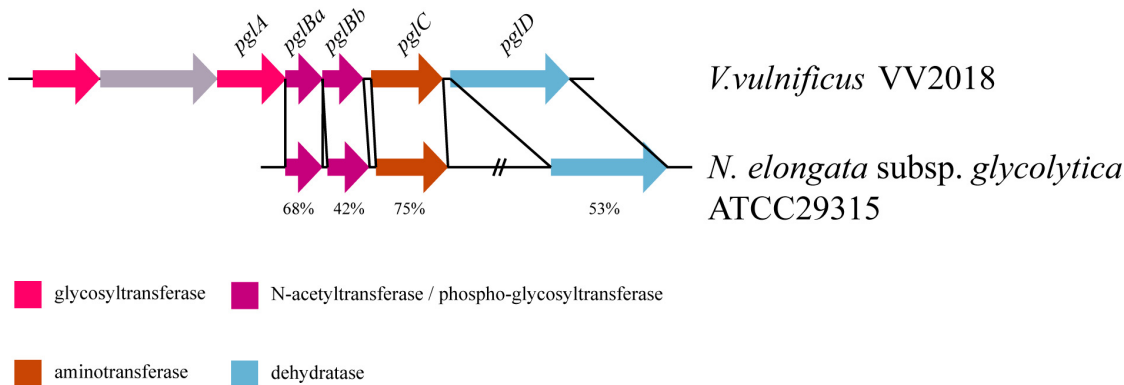 pglA pglBa pglBb pglC pglD
V.vulnificus VV2018
N. elongata subsp. glycolytica
ATCC29315
68% 42% 75% 53%
glycosyltransferase N-acetyltransferase / phospho-glycosyltransferase
aminotransferase dehydratase